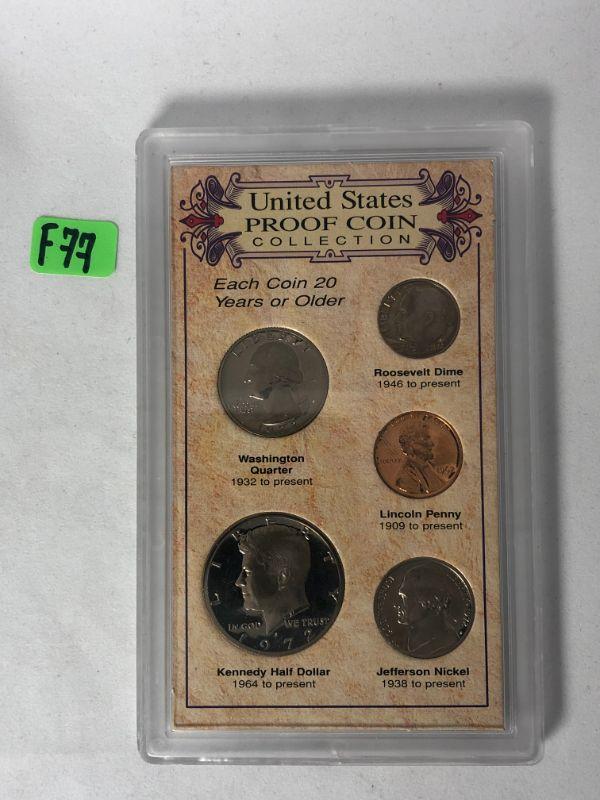 F77
United States
PROOF COIN
COLLECTION
Each Coin 20
Years or Older
Roosevelt Dime
1946 to present
LIBERTY
Washington
Quarter
1932 to present
Lincoln Penny
1909 to present
LIBERTY
IN GOD WE TRUST
1977
Kennedy Half Dollar
1964 to present
Jefferson Nickel
1938 to present